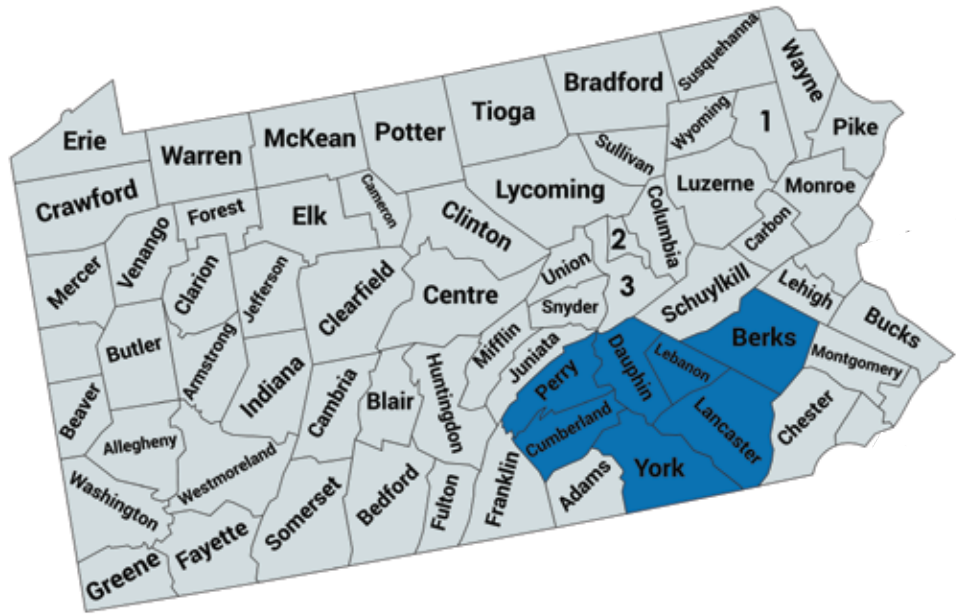 Susquehanna
Wayne
Bradford
Tioga
Potter
McKean
Warren
Erie
Wyoming
1
Pike
Sullivan
Crawford
Forest
Elk
Cameron
Lycoming
Luzerne
Monroe
Clinton
Columbia
Carbon
Venango
2
Mercer
Clarion
Jefferson
Clearfield
Centre
Union
3
Schuylkill
Lehigh
Snyder
Bucks
Butler
Armstrong
Mifflin
Juniata
Berks
Montgomery
Dauphin
Lebanon
Perry
Indiana
Cambria
Blair
Huntingdon
Beaver
Allegheny
Cumberland
Lancaster
Chester
Westmoreland
Washington
York
Adams
Franklin
Fulton
Bedford
Somerset
Fayette
Greene